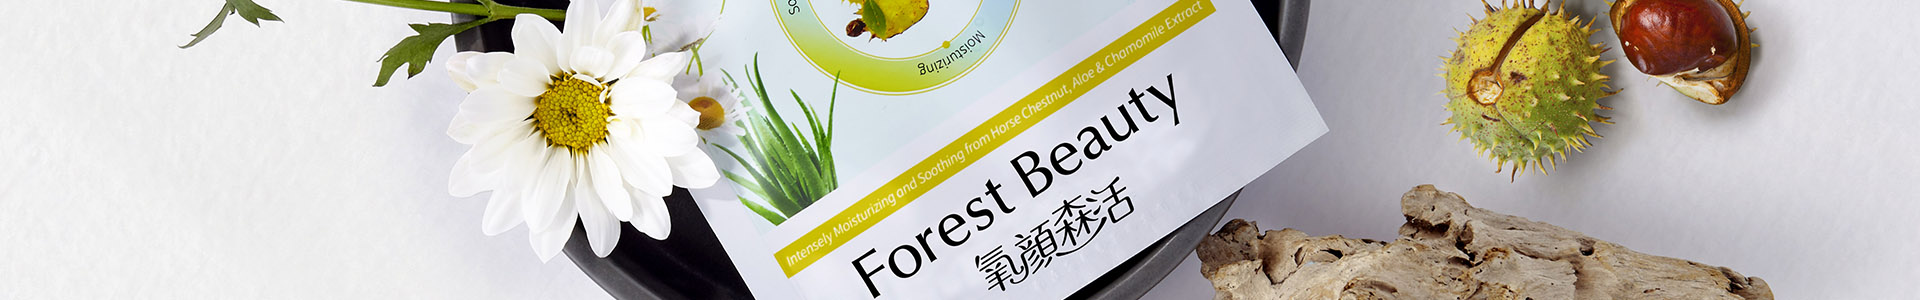 Moisturizing
Intensely Moisturizing and Soothing from Horse Chestnut, Aloe & Chamomile Extract
Forest Beauty
氧顏森活